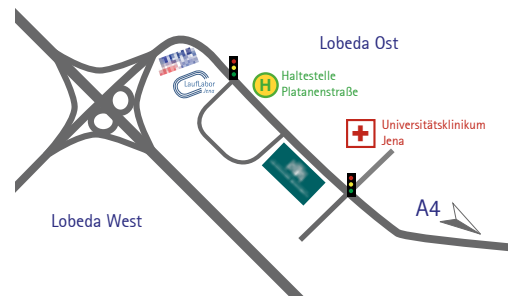 Lobeda Ost
LaufLabor
Jena
H
Haltestelle
Platanenstraße
Universitätsklinikum
Jena
A4
Lobeda West